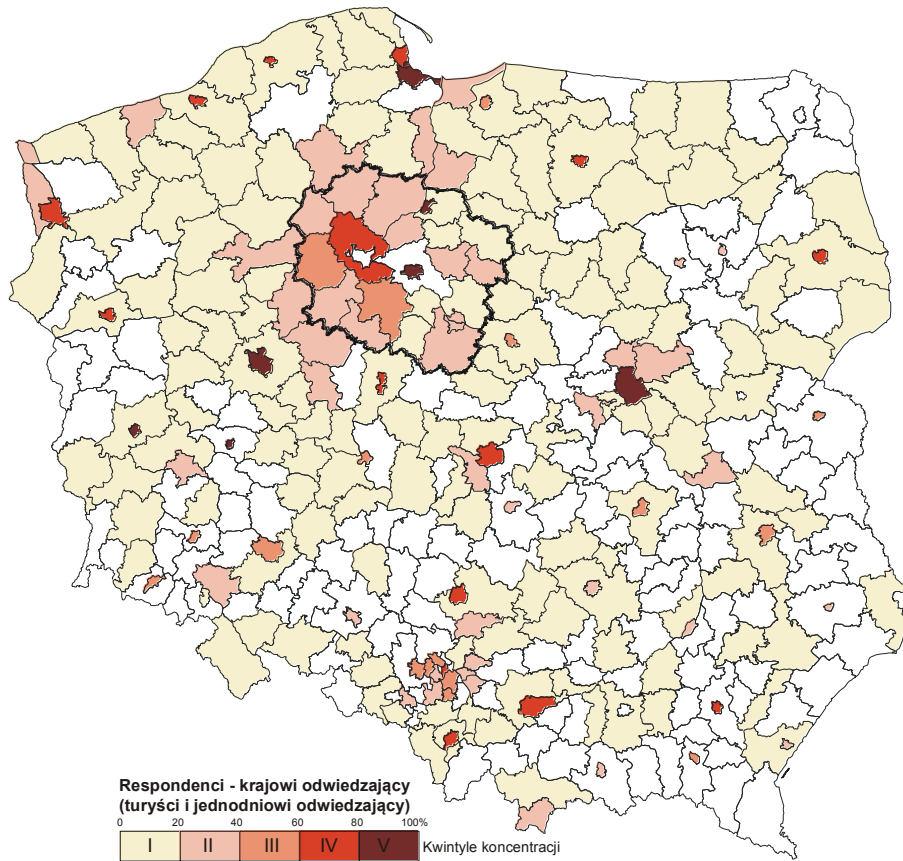 Respondenci - krajowi odwiedzający
(turyści i jednodniowi odwiedzający)
0 20 40 60 80 100%
I II III IV V Kwintyle koncentracji